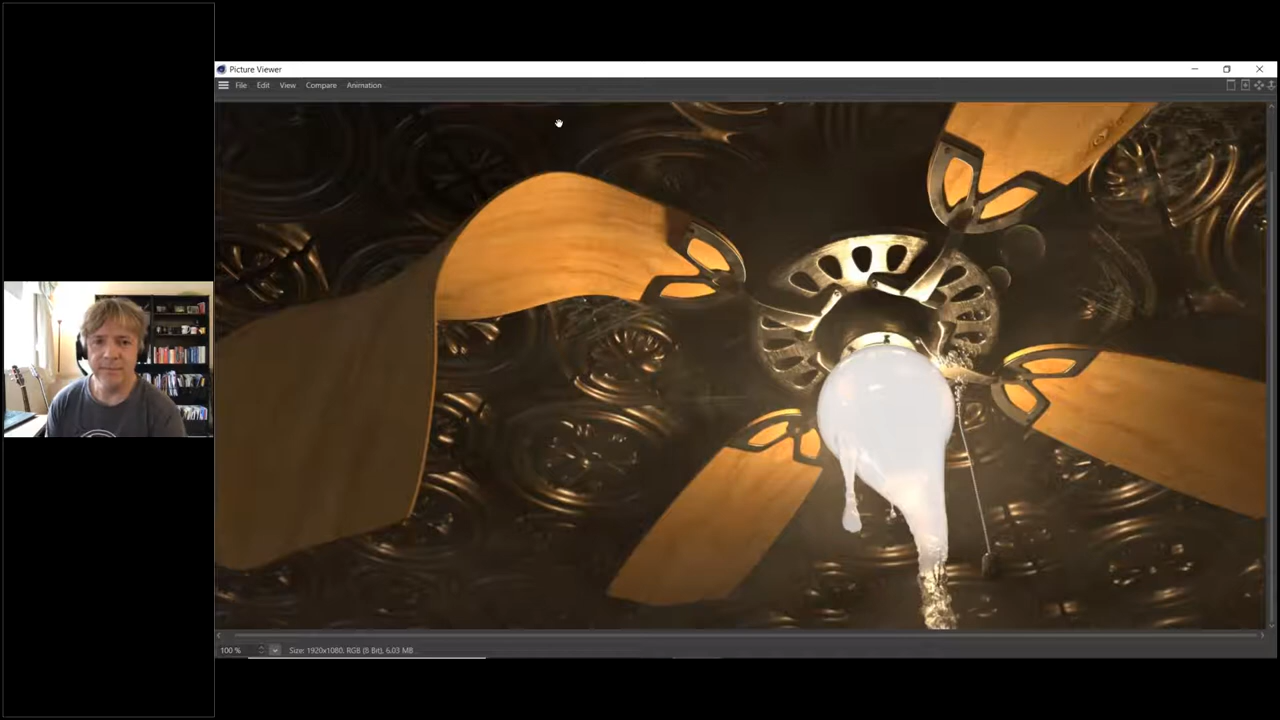 Picture Viewer
File Edit View Compare Animation
100 % Size: 1920x1080, RGB (8 Bit), 6.03 MB